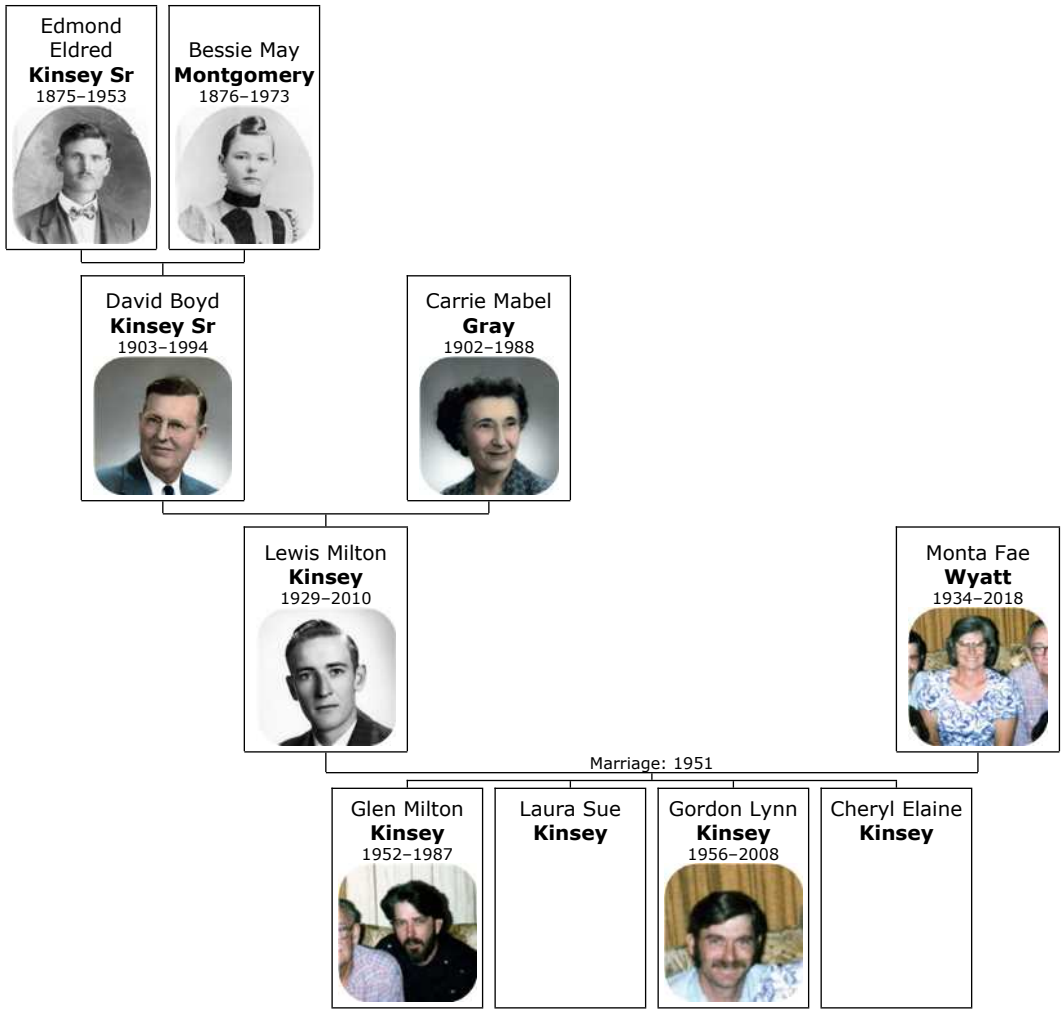 Edmond
Eldred
Kinsey Sr
1875–1953
Bessie May
Montgomery
1876–1973
David Boyd
Kinsey Sr
1903–1994
Carrie Mabel
Gray
1902–1988
Lewis Milton
Kinsey
1929–2010
Monta Fae
Wyatt
1934–2018
Marriage: 1951
Glen Milton
Kinsey
1952–1987
Laura Sue
Kinsey
Gordon Lynn
Kinsey
1956–2008
Cheryl Elaine
Kinsey